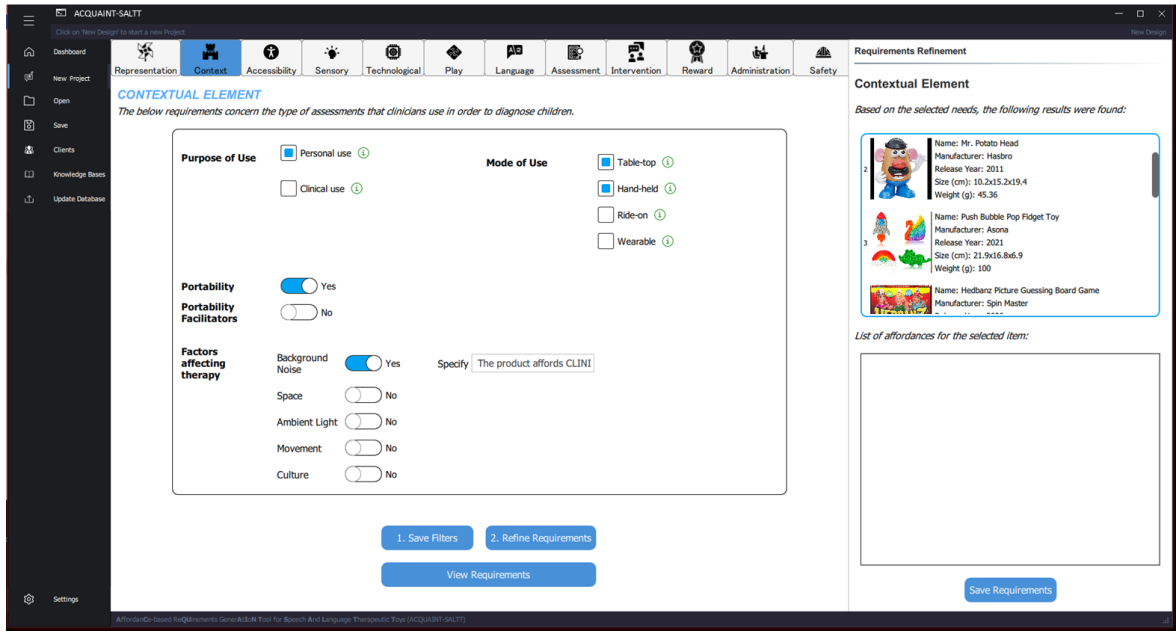 ACQUAINT-SALTT
Click on 'New Design' to start a new Project
New Design
Dashboard
New Project
Open
Save
Clients
Knowledge Bases
Update Database
Settings
Representation
Context
Accessibility
Sensory
Technological
Play
Language
Assessment
Intervention
Reward
Administration
Safety
CONTEXTUAL ELEMENT
The below requirements concern the type of assessments that clinicians use in order to diagnose children.
Purpose of Use
Personal use
Clinical use
Mode of Use
Table-top
Hand-held
Ride-on
Wearable
Portability
Yes
Portability
Facilitators
No
Factors
affecting
therapy
Background
Noise
Yes
Specify
The product affords CLINI
Space
No
Ambient Light
No
Movement
No
Culture
No
1. Save Filters
2. Refine Requirements
View Requirements
Requirements Refinement
Contextual Element
Based on the selected needs, the following results were found:
2
Name: Mr. Potato Head
Manufacturer: Hasbro
Release Year: 2011
Size (cm): 10.2x15.2x19.4
Weight (g): 45.36
3
Name: Push Bubble Pop Fidget Toy
Manufacturer: Asona
Release Year: 2021
Size (cm): 21.9x16.8x6.9
Weight (g): 100
Name: Hedbanz Picture Guessing Board Game
Manufacturer: Spin Master
List of affordances for the selected item:
Save Requirements
AffordanCe-based ReQUirements GenerAtIoN Tool for Speech And Language Therapeutic Toys (ACQUAINT-SALTT)